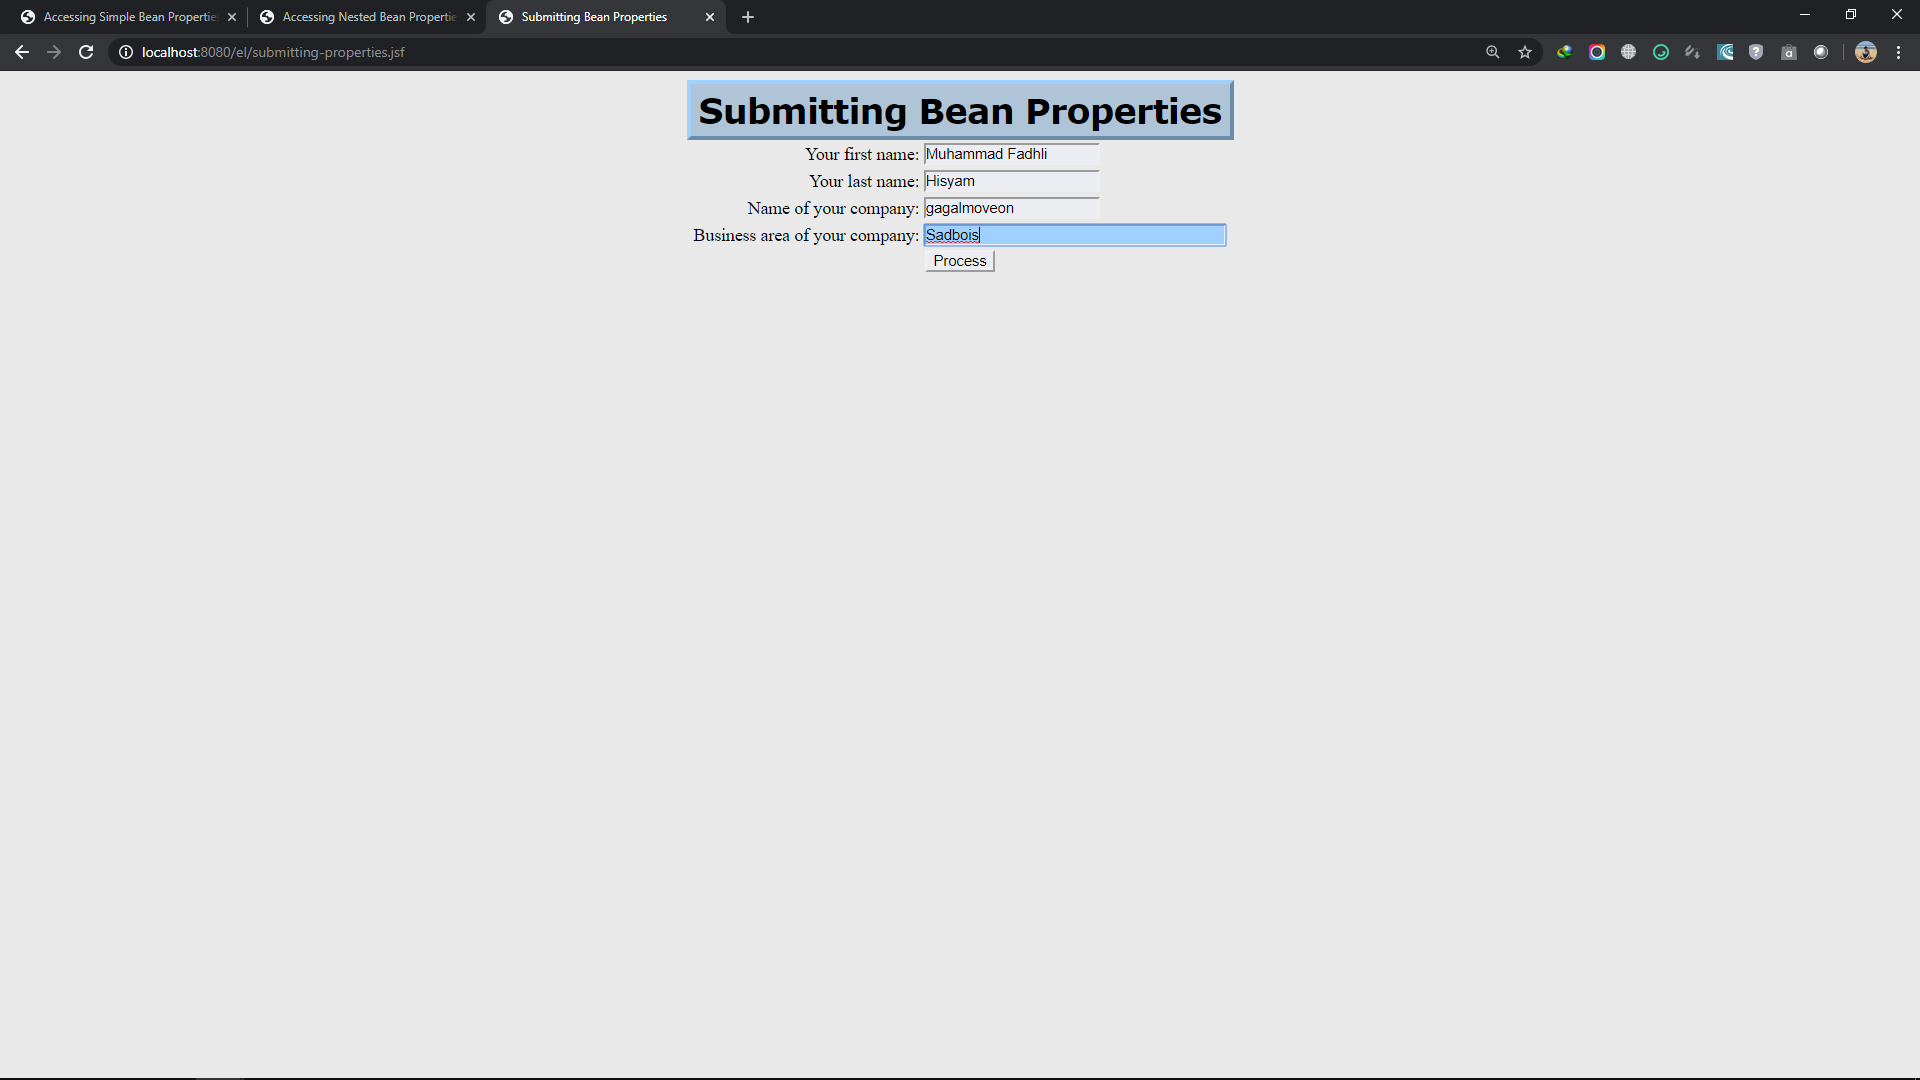 Accessing Simple Bean Propertie
Accessing Nested Bean Propertie
Submitting Bean Properties
localhost:8080/el/submitting-properties.jsf
Submitting Bean Properties
Your first name: Muhammad Fadhli
Your last name: Hisyam
Name of your company: gagalmoveon
Business area of your company: Sadbois
Process